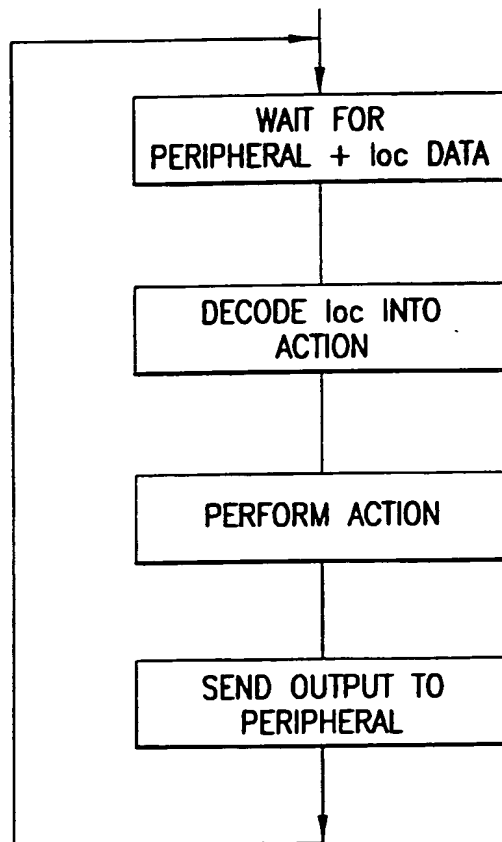 WAIT FOR
PERIPHERAL + loc DATA
DECODE loc INTO
ACTION
PERFORM ACTION
SEND OUTPUT TO
PERIPHERAL